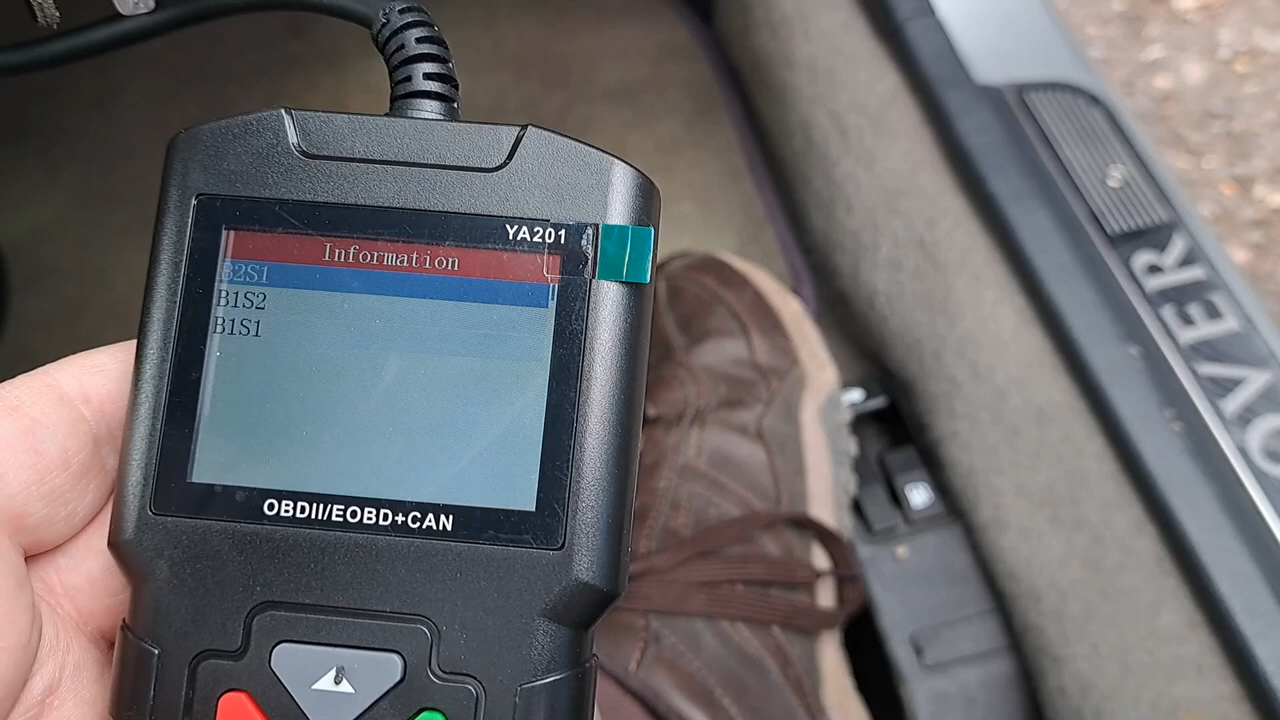 YA201
Information
B2S1
B1S2
B1S1
OBDII/EOBD+CAN
OVER